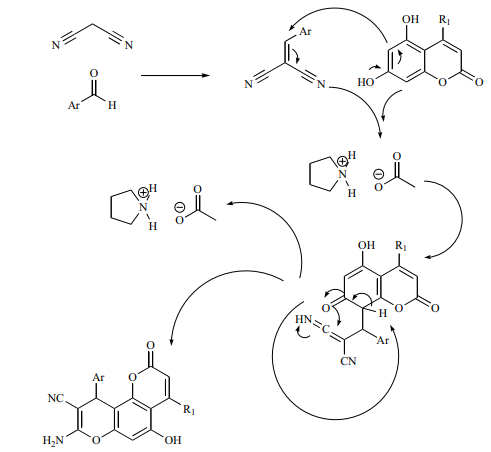 OH R₁
Ar
N N
N N HO O O
O
Ar H
O
⊕ H
N
H
⊖ O
O
⊕ H
N
H
⊖ O
OH R₁
O H O O
HN C
Ar
CN
O
Ar O
NC R₁
H₂N O OH